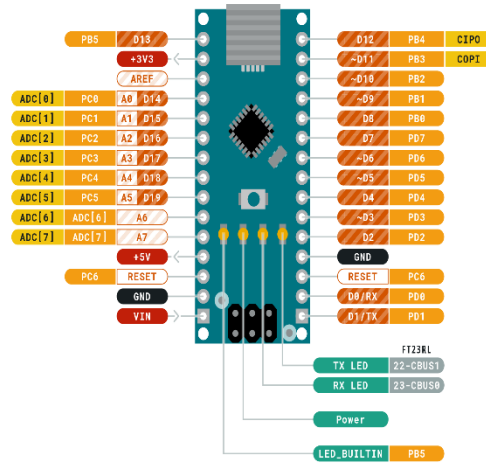 PB5 D13 D12 PB4 CIPO
+3V3 ~D11 PB3 COPI
AREF ~D10 PB2
ADC[0] PC0 A0 D14 ~D9 PB1
ADC[1] PC1 A1 D15 D8 PB0
ADC[2] PC2 A2 D16 D7 PD7
ADC[3] PC3 A3 D17 ~D6 PD6
ADC[4] PC4 A4 D18 ~D5 PD5
ADC[5] PC5 A5 D19 D4 PD4
ADC[6] ADC[6] A6 ~D3 PD3
ADC[7] ADC[7] A7 D2 PD2
+5V GND
PC6 RESET RESET PC6
GND D0/RX PD0
VIN D1/TX PD1
FT23RL
TX LED 22-CBUS1
RX LED 23-CBUS0
Power
LED_BUILTIN PB5